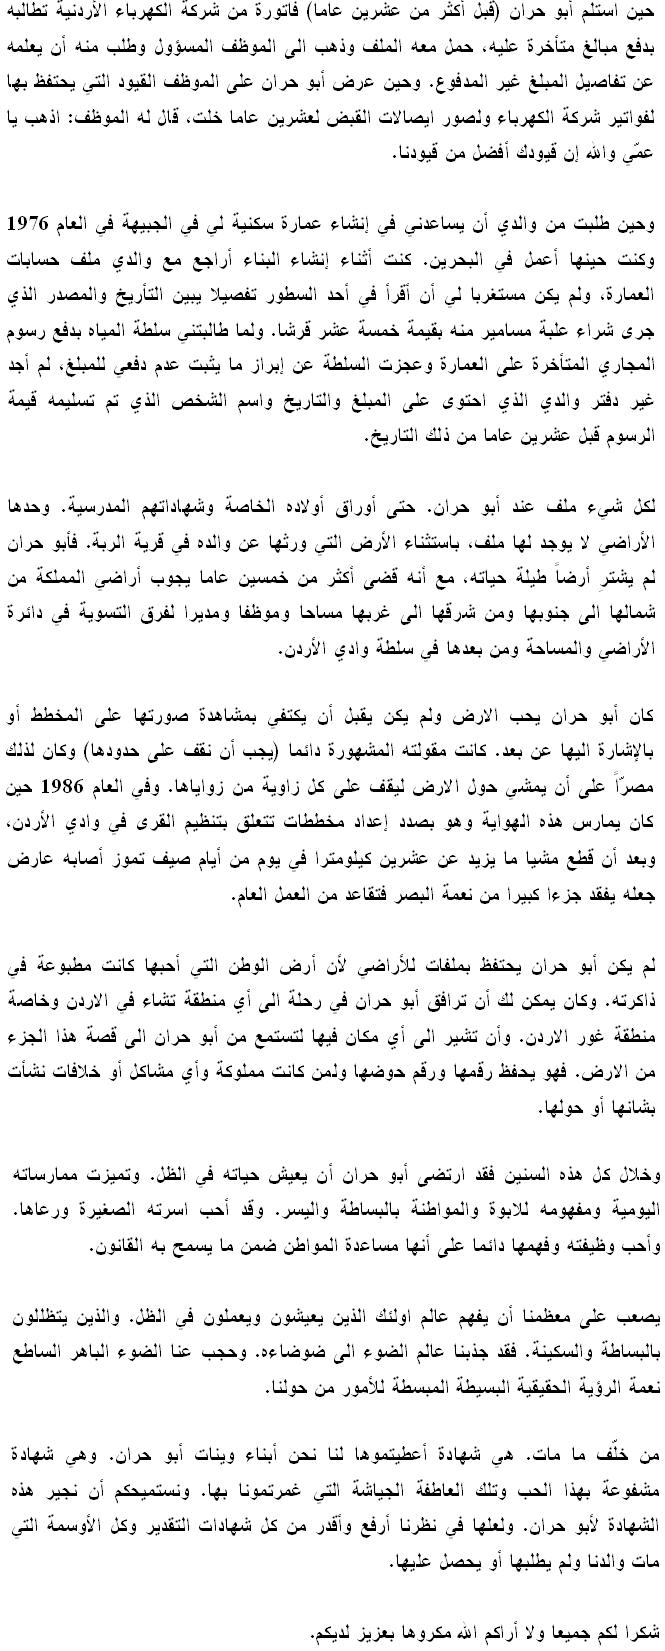 حين استلم أبو حران (قبل أكثر من عشرين عاما) فاتورة من شركة الكهرباء الأردنية تطالبه
بدفع مبالغ متأخرة عليه، حمل معه الملف وذهب الى الموظف المسؤول وطلب منه أن يعلمه
عن تفاصيل المبلغ غير المدفوع. وحين عرض أبو حران على الموظف القيود التي يحتفظ بها
لفواتير شركة الكهرباء ولصور ايصالات القبض لعشرين عاما خلت، قال له الموظف: اذهب يا
عمّي والله إن قيودك أفضل من قيودنا.

وحين طلبت من والدي أن يساعدني في إنشاء عمارة سكنية لي في الجبيهة في العام 1976
وكنت حينها أعمل في البحرين. كنت أثناء إنشاء البناء أراجع مع والدي ملف حسابات
العمارة، ولم يكن مستغربا لي أن أقرأ في أحد السطور تفصيلا يبين التأريخ والمصدر الذي
جرى شراء علبة مسامير منه بقيمة خمسة عشر قرشا. ولما طالبتني سلطة المياه بدفع رسوم
المجاري المتأخرة على العمارة وعجزت السلطة عن إبراز ما يثبت عدم دفعي للمبلغ، لم أجد
غير دفتر والدي الذي احتوى على المبلغ والتاريخ واسم الشخص الذي تم تسليمه قيمة
الرسوم قبل عشرين عاما من ذلك التاريخ.

لكل شيء ملف عند أبو حران. حتى أوراق أولاده الخاصة وشهاداتهم المدرسية. وحدها
الأراضي لا يوجد لها ملف، باستثناء الأرض التي ورثها عن والده في قرية الربة. فأبو حران
لم يشترِ أرضاً طيلة حياته، مع أنه قضى أكثر من خمسين عاما يجوب أراضي المملكة من
شمالها الى جنوبها ومن شرقها الى غربها مساحا وموظفا ومديرا لفرق التسوية في دائرة
الأراضي والمساحة ومن بعدها في سلطة وادي الأردن.

كان أبو حران يحب الارض ولم يكن يقبل أن يكتفي بمشاهدة صورتها على المخطط أو
بالإشارة اليها عن بعد. كانت مقولته المشهورة دائما (يجب أن نقف على حدودها) وكان لذلك
مصرّاً على أن يمشي حول الارض ليقف على كل زاوية من زواياها. وفي العام 1986 حين
كان يمارس هذه الهواية وهو بصدد إعداد مخططات تتعلق بتنظيم القرى في وادي الأردن،
وبعد أن قطع مشيا ما يزيد عن عشرين كيلومترا في يوم من أيام صيف تموز أصابه عارض
جعله يفقد جزءا كبيرا من نعمة البصر فتقاعد من العمل العام.

لم يكن أبو حران يحتفظ بملفات للأراضي لأن أرض الوطن التي أحبها كانت مطبوعة في
ذاكرته. وكان يمكن لك أن ترافق أبو حران في رحلة الى أي منطقة تشاء في الاردن وخاصة
منطقة غور الاردن. وأن تشير الى أي مكان فيها لتستمع من أبو حران الى قصة هذا الجزء
من الارض. فهو يحفظ رقمها ورقم حوضها ولمن كانت مملوكة وأي مشاكل أو خلافات نشأت
بشانها أو حولها.

وخلال كل هذه السنين فقد ارتضى أبو حران أن يعيش حياته في الظل. وتميزت ممارساته
اليومية ومفهومه للابوة والمواطنة بالبساطة واليسر. وقد أحب اسرته الصغيرة ورعاها.
وأحب وظيفته وفهمها دائما على أنها مساعدة المواطن ضمن ما يسمح به القانون.

يصعب على معظمنا أن يفهم عالم اولئك الذين يعيشون ويعملون في الظل. والذين يتظللون
بالبساطة والسكينة. فقد جذبنا عالم الضوء الى ضوضاءه. وحجب عنا الضوء الباهر الساطع
نعمة الرؤية الحقيقية البسيطة المبسطة للأمور من حولنا.

من خلّف ما مات. هي شهادة أعطيتموها لنا نحن أبناء وبنات أبو حران. وهي شهادة
مشفوعة بهذا الحب وتلك العاطفة الجياشة التي غمرتمونا بها. ونستميحكم أن نجير هذه
الشهادة لأبو حران. ولعلها في نظرنا أرفع وأقدر من كل شهادات التقدير وكل الأوسمة التي
مات والدنا ولم يطلبها أو يحصل عليها.

شكرا لكم جميعا ولا أراكم الله مكروها بعزيز لديكم.